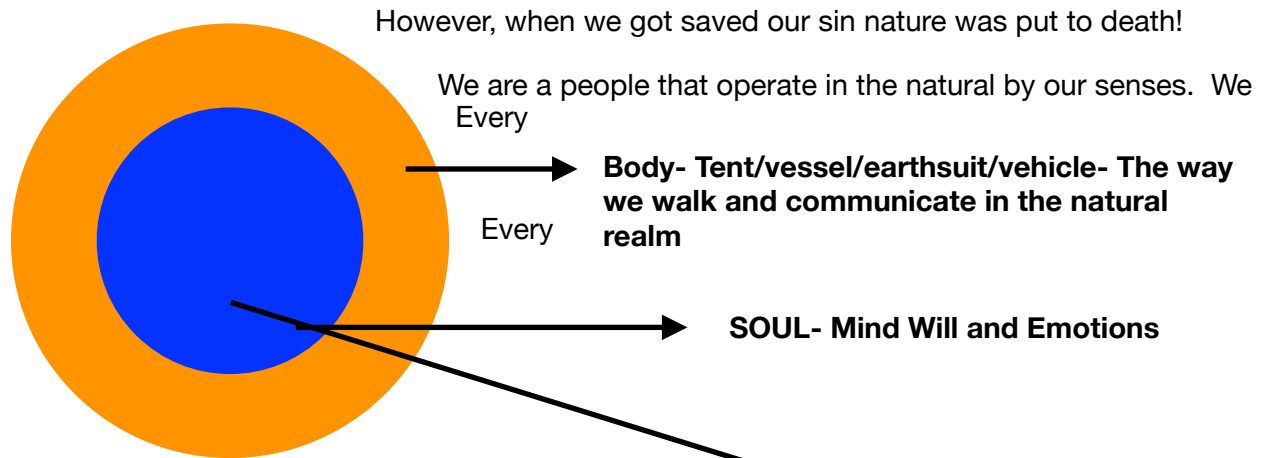 However, when we got saved our sin nature was put to death!
We are a people that operate in the natural by our senses.  We
Every
Body- Tent/vessel/earthsuit/vehicle- The way
we walk and communicate in the natural
realm
Every
SOUL- Mind Will and Emotions